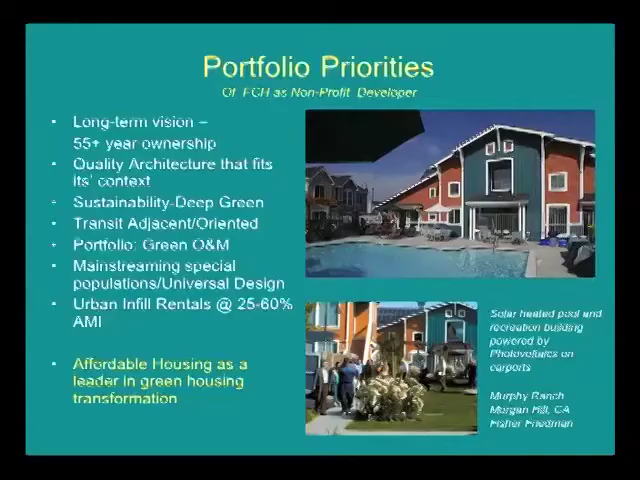 Portfolio Priorities
Of FCH as Non-Profit Developer
• Long-term vision –
55+ year ownership
• Quality Architecture that fits
its' context
• Sustainability-Deep Green
• Transit Adjacent/Oriented
• Portfolio: Green O&M
• Mainstreaming special
populations/Universal Design
• Urban Infill Rentals @ 25-60%
AMI
• Affordable Housing as a
leader in green housing
transformation
Solar heated pool and
recreation building
powered by
Photovoltaics on
carports
Murphy Ranch
Morgan Hill, CA
Fisher Friedman